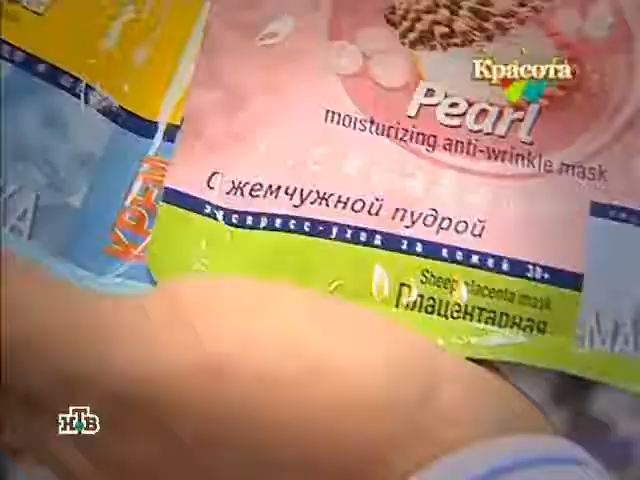 Красота
Pearl
moisturizing anti-wrinkle mask
С жемчужной пудрой
экспресс-уход за кожей 30+
КРЕМ
Sheep placenta mask
Плацентарная
МА
НТВ